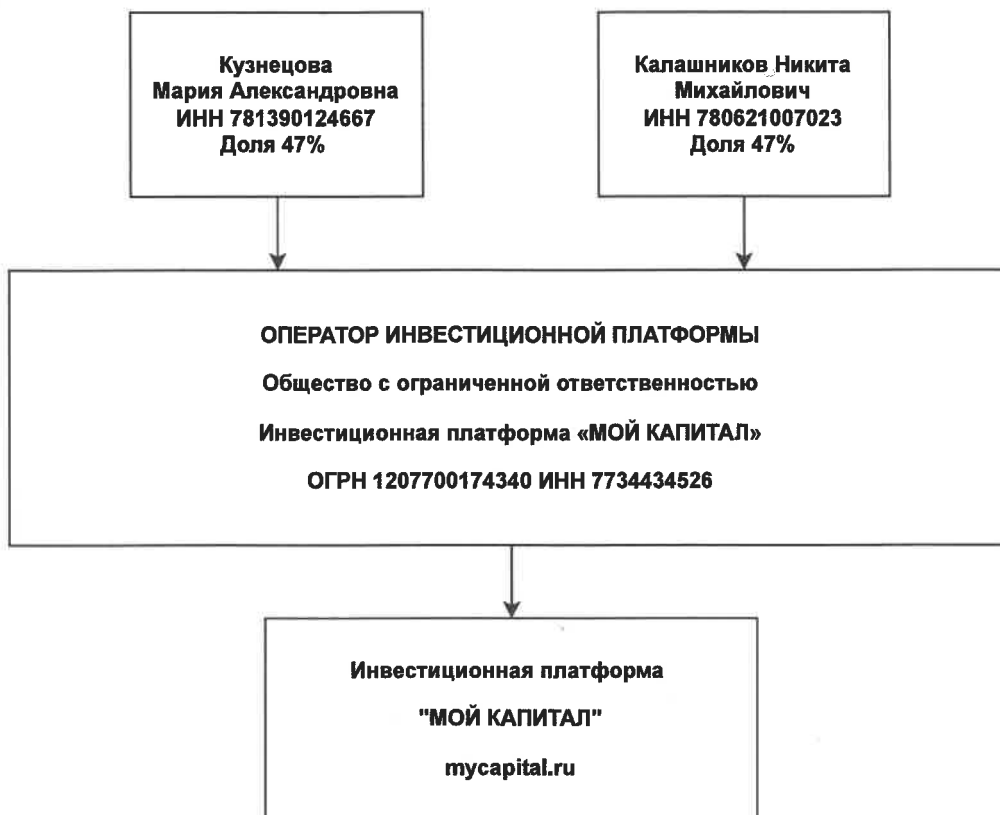 Кузнецова
Мария Александровна
ИНН 781390124667
Доля 47%
Калашников Никита
Михайлович
ИНН 780621007023
Доля 47%
ОПЕРАТОР ИНВЕСТИЦИОННОЙ ПЛАТФОРМЫ
Общество с ограниченной ответственностью
Инвестиционная платформа «МОЙ КАПИТАЛ»
ОГРН 1207700174340 ИНН 7734434526
Инвестиционная платформа
"МОЙ КАПИТАЛ"
mycapital.ru